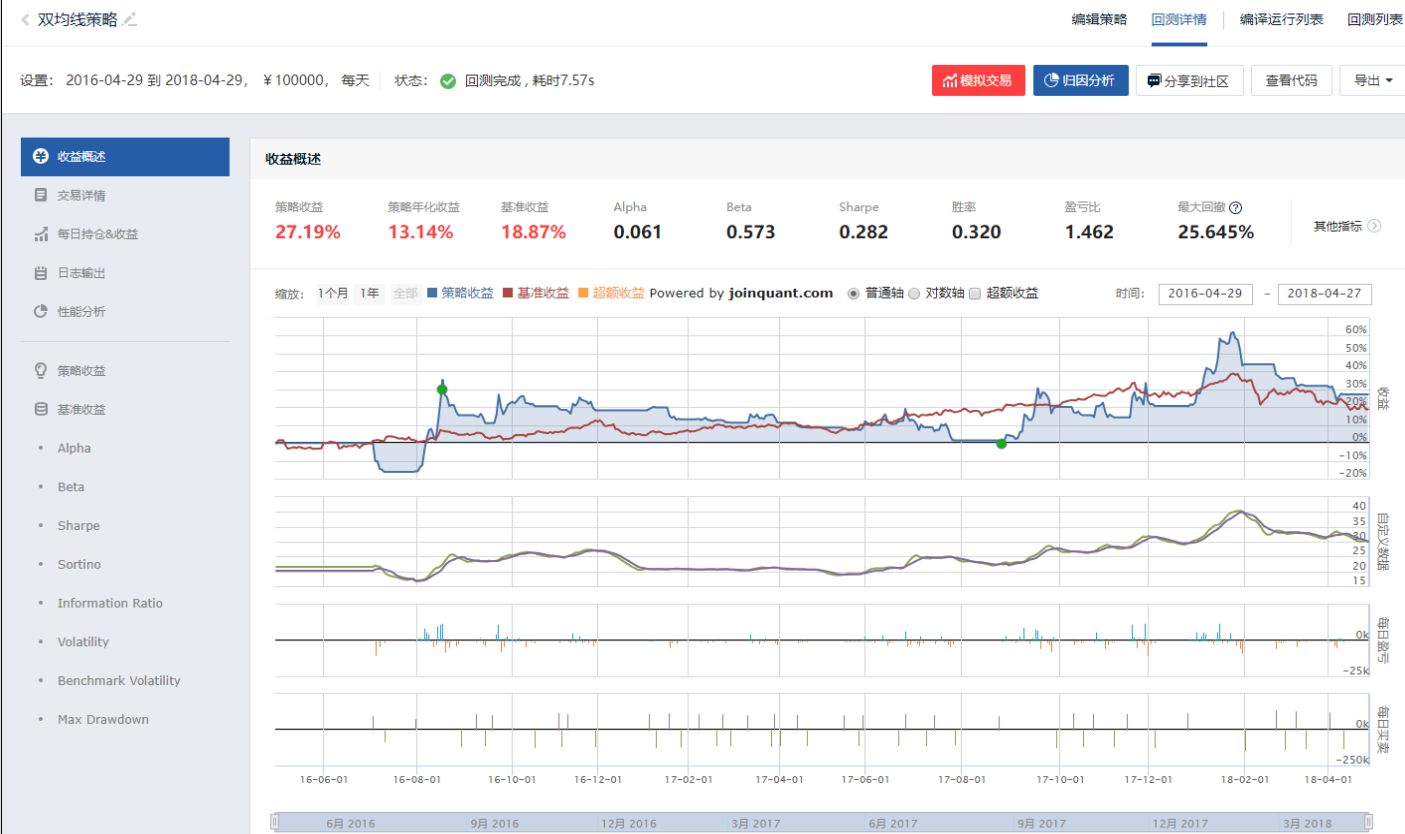 双均线策略
编辑策略 回测详情 编译运行列表 回测列表
设置: 2016-04-29 到 2018-04-29, ￥100000, 每天 状态: 回测完成,耗时7.57s
模拟交易 归因分析 分享到社区 查看代码 导出
收益概述
交易详情
每日持仓&收益
日志输出
性能分析
策略收益
基准收益
Alpha
Beta
Sharpe
Sortino
Information Ratio
Volatility
Benchmark Volatility
Max Drawdown
收益概述
策略收益 策略年化收益 基准收益 Alpha Beta Sharpe 胜率 盈亏比 最大回撤
27.19% 13.14% 18.87% 0.061 0.573 0.282 0.320 1.462 25.645%
其他指标
缩放: 1个月 1年 全部 策略收益 基准收益 超额收益 Powered by joinquant.com 普通轴 对数轴 超额收益 时间: 2016-04-29 - 2018-04-27
60%
50%
40%
30%
20%
10%
0%
-10%
-20%
收益
40
35
30
25
20
15
自定义数据
0k
-25k
每日盈亏
0k
-250k
每日买卖
16-06-01 16-08-01 16-10-01 16-12-01 17-02-01 17-04-01 17-06-01 17-08-01 17-10-01 17-12-01 18-02-01 18-04-01
6月 2016 9月 2016 12月 2016 3月 2017 6月 2017 9月 2017 12月 2017 3月 2018